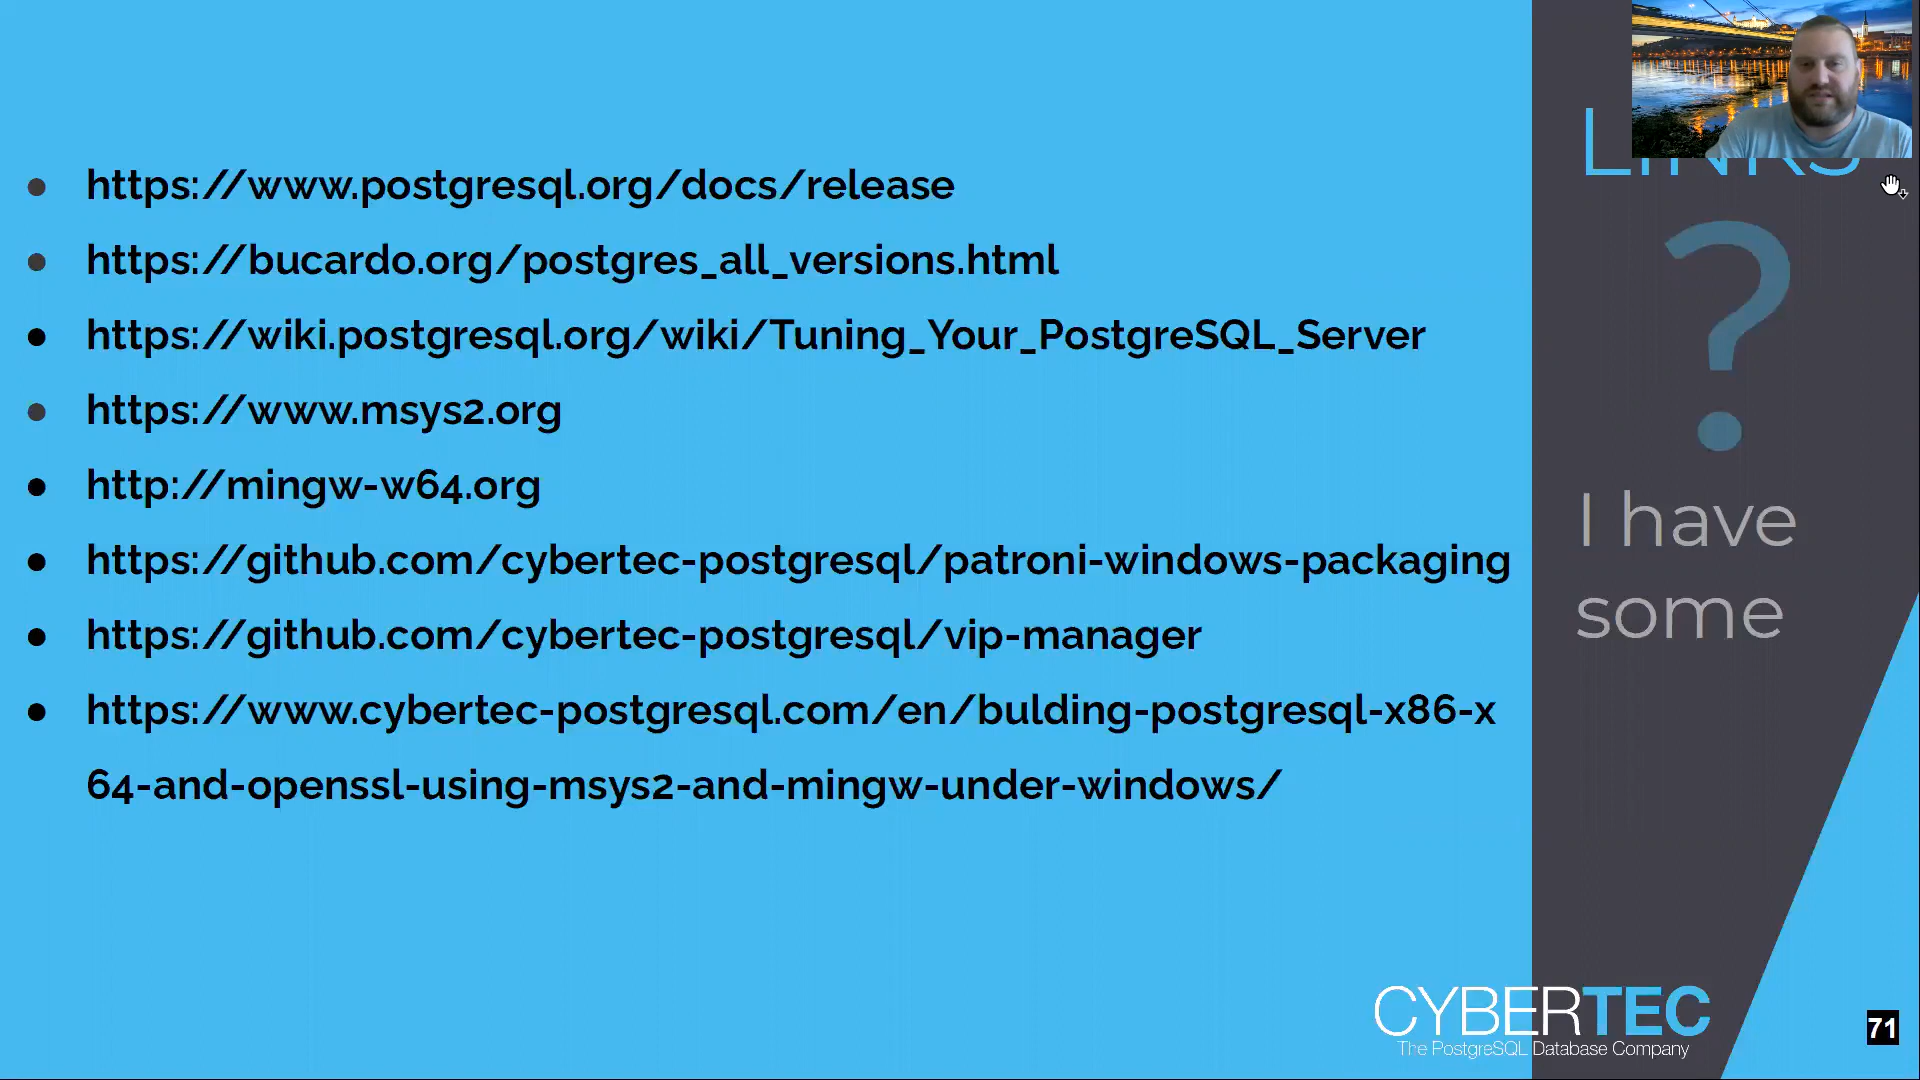 • https://www.postgresql.org/docs/release
• https://bucardo.org/postgres_all_versions.html
• https://wiki.postgresql.org/wiki/Tuning_Your_PostgreSQL_Server
• https://www.msys2.org
• http://mingw-w64.org
• https://github.com/cybertec-postgresql/patroni-windows-packaging
• https://github.com/cybertec-postgresql/vip-manager
• https://www.cybertec-postgresql.com/en/bulding-postgresql-x86-x
64-and-openssl-using-msys2-and-mingw-under-windows/
LINKS
?
I have
some
CYBERTEC
The PostgreSQL Database Company
71